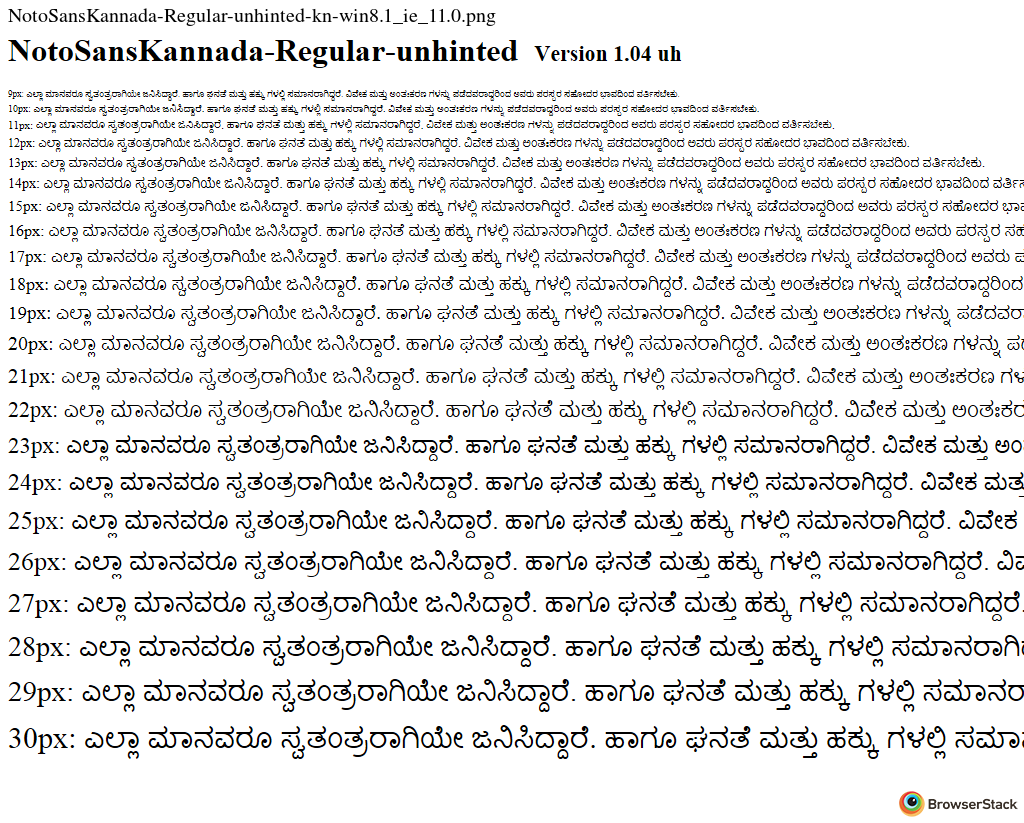 NotoSansKannada-Regular-unhinted-kn-win8.1_ie_11.0.png
NotoSansKannada-Regular-unhinted Version 1.04 uh
9px: ಎಲ್ಲಾ ಮಾನವರೂ ಸ್ವತಂತ್ರರಾಗಿಯೇ ಜನಿಸಿದ್ದಾರೆ. ಹಾಗೂ ಘನತೆ ಮತ್ತು ಹಕ್ಕು ಗಳಲ್ಲಿ ಸಮಾನರಾಗಿದ್ದರೆ. ವಿವೇಕ ಮತ್ತು ಅಂತಃಕರಣ ಗಳನ್ನು ಪಡೆದವರಾದ್ದರಿಂದ ಅವರು ಪರಸ್ಪರ ಸಹೋದರ ಭಾವದಿಂದ ವರ್ತಿಸಬೇಕು.
10px: ಎಲ್ಲಾ ಮಾನವರೂ ಸ್ವತಂತ್ರರಾಗಿಯೇ ಜನಿಸಿದ್ದಾರೆ. ಹಾಗೂ ಘನತೆ ಮತ್ತು ಹಕ್ಕು ಗಳಲ್ಲಿ ಸಮಾನರಾಗಿದ್ದರೆ. ವಿವೇಕ ಮತ್ತು ಅಂತಃಕರಣ ಗಳನ್ನು ಪಡೆದವರಾದ್ದರಿಂದ ಅವರು ಪರಸ್ಪರ ಸಹೋದರ ಭಾವದಿಂದ ವರ್ತಿಸಬೇಕು.
11px: ಎಲ್ಲಾ ಮಾನವರೂ ಸ್ವತಂತ್ರರಾಗಿಯೇ ಜನಿಸಿದ್ದಾರೆ. ಹಾಗೂ ಘನತೆ ಮತ್ತು ಹಕ್ಕು ಗಳಲ್ಲಿ ಸಮಾನರಾಗಿದ್ದರೆ. ವಿವೇಕ ಮತ್ತು ಅಂತಃಕರಣ ಗಳನ್ನು ಪಡೆದವರಾದ್ದರಿಂದ ಅವರು ಪರಸ್ಪರ ಸಹೋದರ ಭಾವದಿಂದ ವರ್ತಿಸಬೇಕು.
12px: ಎಲ್ಲಾ ಮಾನವರೂ ಸ್ವತಂತ್ರರಾಗಿಯೇ ಜನಿಸಿದ್ದಾರೆ. ಹಾಗೂ ಘನತೆ ಮತ್ತು ಹಕ್ಕು ಗಳಲ್ಲಿ ಸಮಾನರಾಗಿದ್ದರೆ. ವಿವೇಕ ಮತ್ತು ಅಂತಃಕರಣ ಗಳನ್ನು ಪಡೆದವರಾದ್ದರಿಂದ ಅವರು ಪರಸ್ಪರ ಸಹೋದರ ಭಾವದಿಂದ ವರ್ತಿಸಬೇಕು.
13px: ಎಲ್ಲಾ ಮಾನವರೂ ಸ್ವತಂತ್ರರಾಗಿಯೇ ಜನಿಸಿದ್ದಾರೆ. ಹಾಗೂ ಘನತೆ ಮತ್ತು ಹಕ್ಕು ಗಳಲ್ಲಿ ಸಮಾನರಾಗಿದ್ದರೆ. ವಿವೇಕ ಮತ್ತು ಅಂತಃಕರಣ ಗಳನ್ನು ಪಡೆದವರಾದ್ದರಿಂದ ಅವರು ಪರಸ್ಪರ ಸಹೋದರ ಭಾವದಿಂದ ವರ್ತಿಸಬೇಕು.
14px: ಎಲ್ಲಾ ಮಾನವರೂ ಸ್ವತಂತ್ರರಾಗಿಯೇ ಜನಿಸಿದ್ದಾರೆ. ಹಾಗೂ ಘನತೆ ಮತ್ತು ಹಕ್ಕು ಗಳಲ್ಲಿ ಸಮಾನರಾಗಿದ್ದರೆ. ವಿವೇಕ ಮತ್ತು ಅಂತಃಕರಣ ಗಳನ್ನು ಪಡೆದವರಾದ್ದರಿಂದ ಅವರು ಪರಸ್ಪರ ಸಹೋದರ ಭಾವದಿಂದ
15px: ಎಲ್ಲಾ ಮಾನವರೂ ಸ್ವತಂತ್ರರಾಗಿಯೇ ಜನಿಸಿದ್ದಾರೆ. ಹಾಗೂ ಘನತೆ ಮತ್ತು ಹಕ್ಕು ಗಳಲ್ಲಿ ಸಮಾನರಾಗಿದ್ದರೆ. ವಿವೇಕ ಮತ್ತು ಅಂತಃಕರಣ ಗಳನ್ನು ಪಡೆದವರಾದ್ದರಿಂದ ಅವರು ಪರಸ್ಪರ ಸಹೋದರ
16px: ಎಲ್ಲಾ ಮಾನವರೂ ಸ್ವತಂತ್ರರಾಗಿಯೇ ಜನಿಸಿದ್ದಾರೆ. ಹಾಗೂ ಘನತೆ ಮತ್ತು ಹಕ್ಕು ಗಳಲ್ಲಿ ಸಮಾನರಾಗಿದ್ದರೆ. ವಿವೇಕ ಮತ್ತು ಅಂತಃಕರಣ ಗಳನ್ನು ಪಡೆದವರಾದ್ದರಿಂದ ಅವರು ಪರಸ್ಪರ
17px: ಎಲ್ಲಾ ಮಾನವರೂ ಸ್ವತಂತ್ರರಾಗಿಯೇ ಜನಿಸಿದ್ದಾರೆ. ಹಾಗೂ ಘನತೆ ಮತ್ತು ಹಕ್ಕು ಗಳಲ್ಲಿ ಸಮಾನರಾಗಿದ್ದರೆ. ವಿವೇಕ ಮತ್ತು ಅಂತಃಕರಣ ಗಳನ್ನು ಪಡೆದವರಾದ್ದರಿಂದ ಅವರು
18px: ಎಲ್ಲಾ ಮಾನವರೂ ಸ್ವತಂತ್ರರಾಗಿಯೇ ಜನಿಸಿದ್ದಾರೆ. ಹಾಗೂ ಘನತೆ ಮತ್ತು ಹಕ್ಕು ಗಳಲ್ಲಿ ಸಮಾನರಾಗಿದ್ದರೆ. ವಿವೇಕ ಮತ್ತು ಅಂತಃಕರಣ ಗಳನ್ನು ಪಡೆದವರಾದ್ದರಿಂದ
19px: ಎಲ್ಲಾ ಮಾನವರೂ ಸ್ವತಂತ್ರರಾಗಿಯೇ ಜನಿಸಿದ್ದಾರೆ. ಹಾಗೂ ಘನತೆ ಮತ್ತು ಹಕ್ಕು ಗಳಲ್ಲಿ ಸಮಾನರಾಗಿದ್ದರೆ. ವಿವೇಕ ಮತ್ತು ಅಂತಃಕರಣ ಗಳನ್ನು
20px: ಎಲ್ಲಾ ಮಾನವರೂ ಸ್ವತಂತ್ರರಾಗಿಯೇ ಜನಿಸಿದ್ದಾರೆ. ಹಾಗೂ ಘನತೆ ಮತ್ತು ಹಕ್ಕು ಗಳಲ್ಲಿ ಸಮಾನರಾಗಿದ್ದರೆ. ವಿವೇಕ ಮತ್ತು ಅಂತಃಕರಣ ಗಳನ್ನು
21px: ಎಲ್ಲಾ ಮಾನವರೂ ಸ್ವತಂತ್ರರಾಗಿಯೇ ಜನಿಸಿದ್ದಾರೆ. ಹಾಗೂ ಘನತೆ ಮತ್ತು ಹಕ್ಕು ಗಳಲ್ಲಿ ಸಮಾನರಾಗಿದ್ದರೆ. ವಿವೇಕ ಮತ್ತು ಅಂತಃಕರಣ
22px: ಎಲ್ಲಾ ಮಾನವರೂ ಸ್ವತಂತ್ರರಾಗಿಯೇ ಜನಿಸಿದ್ದಾರೆ. ಹಾಗೂ ಘನತೆ ಮತ್ತು ಹಕ್ಕು ಗಳಲ್ಲಿ ಸಮಾನರಾಗಿದ್ದರೆ. ವಿವೇಕ ಮತ್ತು
23px: ಎಲ್ಲಾ ಮಾನವರೂ ಸ್ವತಂತ್ರರಾಗಿಯೇ ಜನಿಸಿದ್ದಾರೆ. ಹಾಗೂ ಘನತೆ ಮತ್ತು ಹಕ್ಕು ಗಳಲ್ಲಿ ಸಮಾನರಾಗಿದ್ದರೆ. ವಿವೇಕ ಮತ್ತು
24px: ಎಲ್ಲಾ ಮಾನವರೂ ಸ್ವತಂತ್ರರಾಗಿಯೇ ಜನಿಸಿದ್ದಾರೆ. ಹಾಗೂ ಘನತೆ ಮತ್ತು ಹಕ್ಕು ಗಳಲ್ಲಿ ಸಮಾನರಾಗಿದ್ದರೆ. ವಿವೇಕ
25px: ಎಲ್ಲಾ ಮಾನವರೂ ಸ್ವತಂತ್ರರಾಗಿಯೇ ಜನಿಸಿದ್ದಾರೆ. ಹಾಗೂ ಘನತೆ ಮತ್ತು ಹಕ್ಕು ಗಳಲ್ಲಿ ಸಮಾನರಾಗಿದ್ದರೆ. ವಿವೇಕ
26px: ಎಲ್ಲಾ ಮಾನವರೂ ಸ್ವತಂತ್ರರಾಗಿಯೇ ಜನಿಸಿದ್ದಾರೆ. ಹಾಗೂ ಘನತೆ ಮತ್ತು ಹಕ್ಕು ಗಳಲ್ಲಿ ಸಮಾನರಾಗಿದ್ದರೆ.
27px: ಎಲ್ಲಾ ಮಾನವರೂ ಸ್ವತಂತ್ರರಾಗಿಯೇ ಜನಿಸಿದ್ದಾರೆ. ಹಾಗೂ ಘನತೆ ಮತ್ತು ಹಕ್ಕು ಗಳಲ್ಲಿ ಸಮಾನರಾಗಿದ್ದರೆ.
28px: ಎಲ್ಲಾ ಮಾನವರೂ ಸ್ವತಂತ್ರರಾಗಿಯೇ ಜನಿಸಿದ್ದಾರೆ. ಹಾಗೂ ಘನತೆ ಮತ್ತು ಹಕ್ಕು ಗಳಲ್ಲಿ
29px: ಎಲ್ಲಾ ಮಾನವರೂ ಸ್ವತಂತ್ರರಾಗಿಯೇ ಜನಿಸಿದ್ದಾರೆ. ಹಾಗೂ ಘನತೆ ಮತ್ತು ಹಕ್ಕು ಗಳಲ್ಲಿ
30px: ಎಲ್ಲಾ ಮಾನವರೂ ಸ್ವತಂತ್ರರಾಗಿಯೇ ಜನಿಸಿದ್ದಾರೆ. ಹಾಗೂ ಘನತೆ ಮತ್ತು ಹಕ್ಕು ಗಳಲ್ಲಿ
BrowserStack